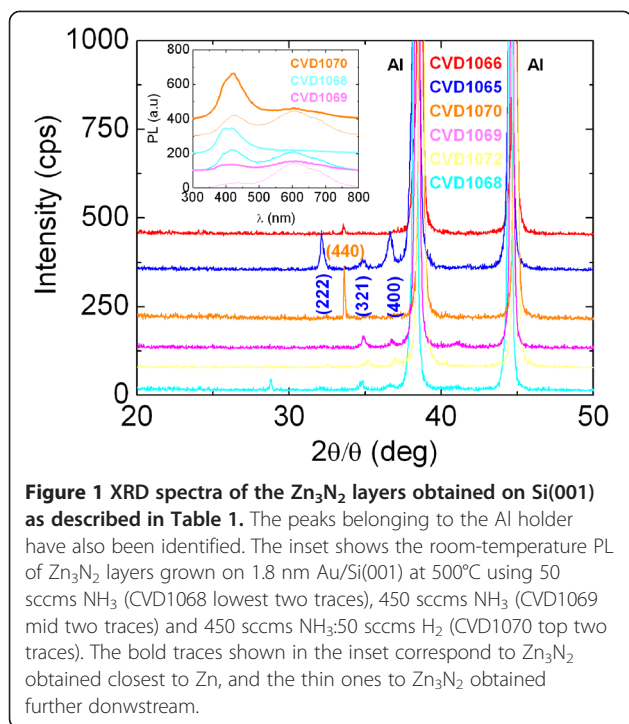 1000
750
500
250
0
Intensity (cps)
800
600
400
200
0
PL (a.u)
CVD1070
CVD1068
CVD1069
300 400 500 600 700 800
λ (nm)
Al
Al
CVD1066
CVD1065
CVD1070
CVD1069
CVD1072
CVD1068
(440)
(222)
(321)
(400)
20 30 40 50
2θ/θ (deg)
Figure 1 XRD spectra of the Zn₃N₂ layers obtained on Si(001)
as described in Table 1. The peaks belonging to the Al holder
have also been identified. The inset shows the room-temperature PL
of Zn₃N₂ layers grown on 1.8 nm Au/Si(001) at 500°C using 50
sccms NH₃ (CVD1068 lowest two traces), 450 sccms NH₃ (CVD1069
mid two traces) and 450 sccms NH₃:50 sccms H₂ (CVD1070 top two
traces). The bold traces shown in the inset correspond to Zn₃N₂
obtained closest to Zn, and the thin ones to Zn₃N₂ obtained
further donwstream.